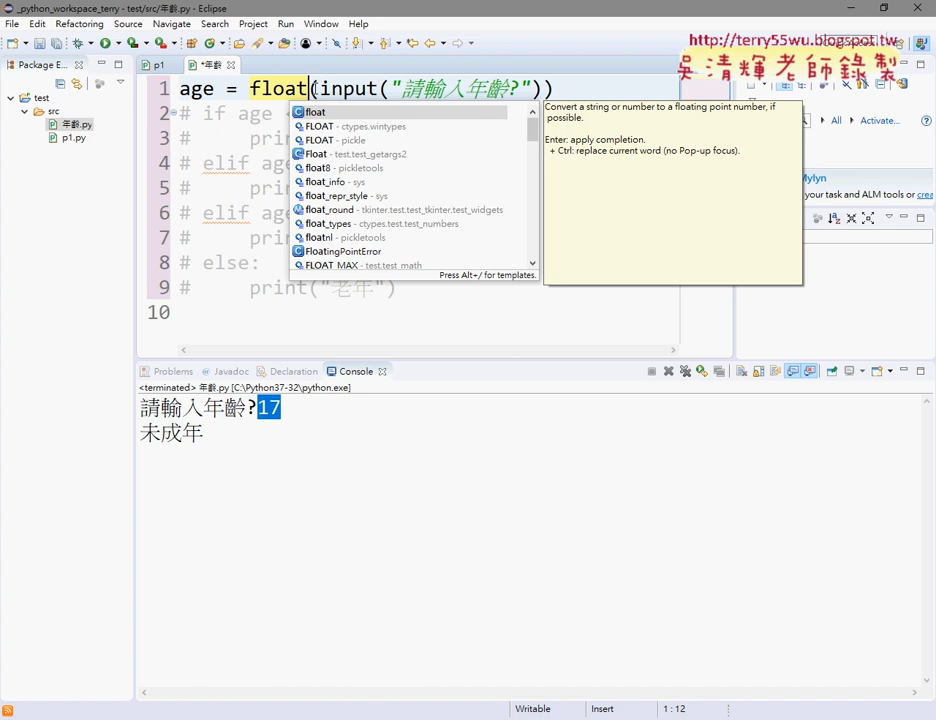 _python_workspace_terry - test/src/年齡.py - Eclipse
File Edit Refactoring Source Navigate Search Project Run Window Help
http://terry55wu.blogspot.tw
吳清輝老師錄製
Package E...
p1
*年齡
test
src
年齡.py
p1.py
1 age = float(input("請輸入年齡?"))
2 # if age
3 # prin
4 # elif age
5 # prin
6 # elif age
7 # prin
8 # else:
9 # print("老年")
10
float
FLOAT - ctypes.wintypes
FLOAT - pickle
Float - test.test_getargs2
float8 - pickletools
float_info - sys
float_repr_style - sys
float_round - tkinter.test.test_tkinter.test_widgets
float_types - ctypes.test.test_numbers
floatnl - pickletools
FloatingPointError
FLOAT_MAX - test.test_math
Press Alt+/ for templates.
Convert a string or number to a floating point number, if
possible.
Enter: apply completion.
+ Ctrl: replace current word (no Pop-up focus).
All Activate...
Mylyn
your task and ALM tools or crea
Problems Javadoc Declaration Console
<terminated> 年齡.py [C:\Python37-32\python.exe]
請輸入年齡?17
未成年
Writable Insert 1 : 12